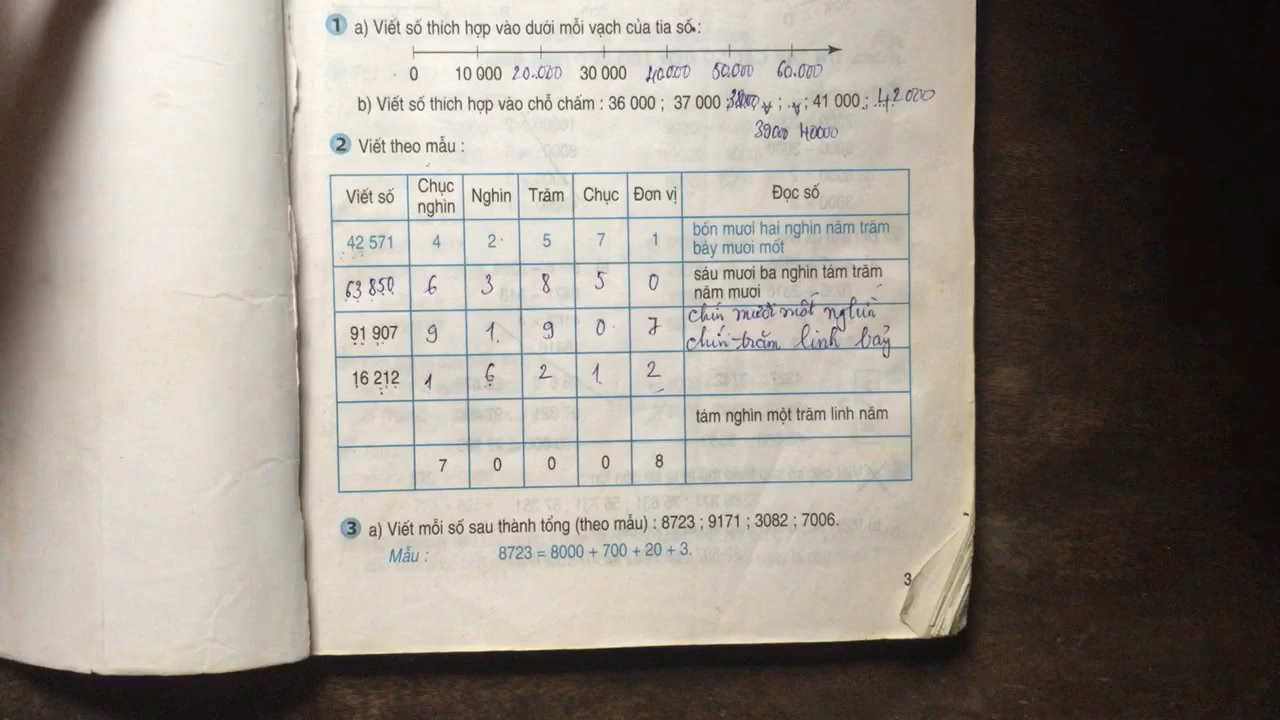 1 a) Viết số thích hợp vào dưới mỗi vạch của tia số :
0 10 000 20.000 30 000 40.000 50.000 60.000
b) Viết số thích hợp vào chỗ chấm : 36 000 ; 37 000 ; ; ; 41 000 ; 42000
39000 40000
2 Viết theo mẫu :
Viết số Chục nghìn Nghìn Trăm Chục Đơn vị Đọc số
42 571 4 2 5 7 1 bốn mươi hai nghìn năm trăm
bảy mươi mốt
63 850 6 3 8 5 0 sáu mươi ba nghìn tám trăm
năm mươi
91 907 9 1 9 0 7 chín mươi mốt nghìn
chín trăm linh bảy
16 212 1 6 2 1 2
tám nghìn một trăm linh năm
7 0 0 0 8
3 a) Viết mỗi số sau thành tổng (theo mẫu) : 8723 ; 9171 ; 3082 ; 7006.
Mẫu : 8723 = 8000 + 700 + 20 + 3.
3